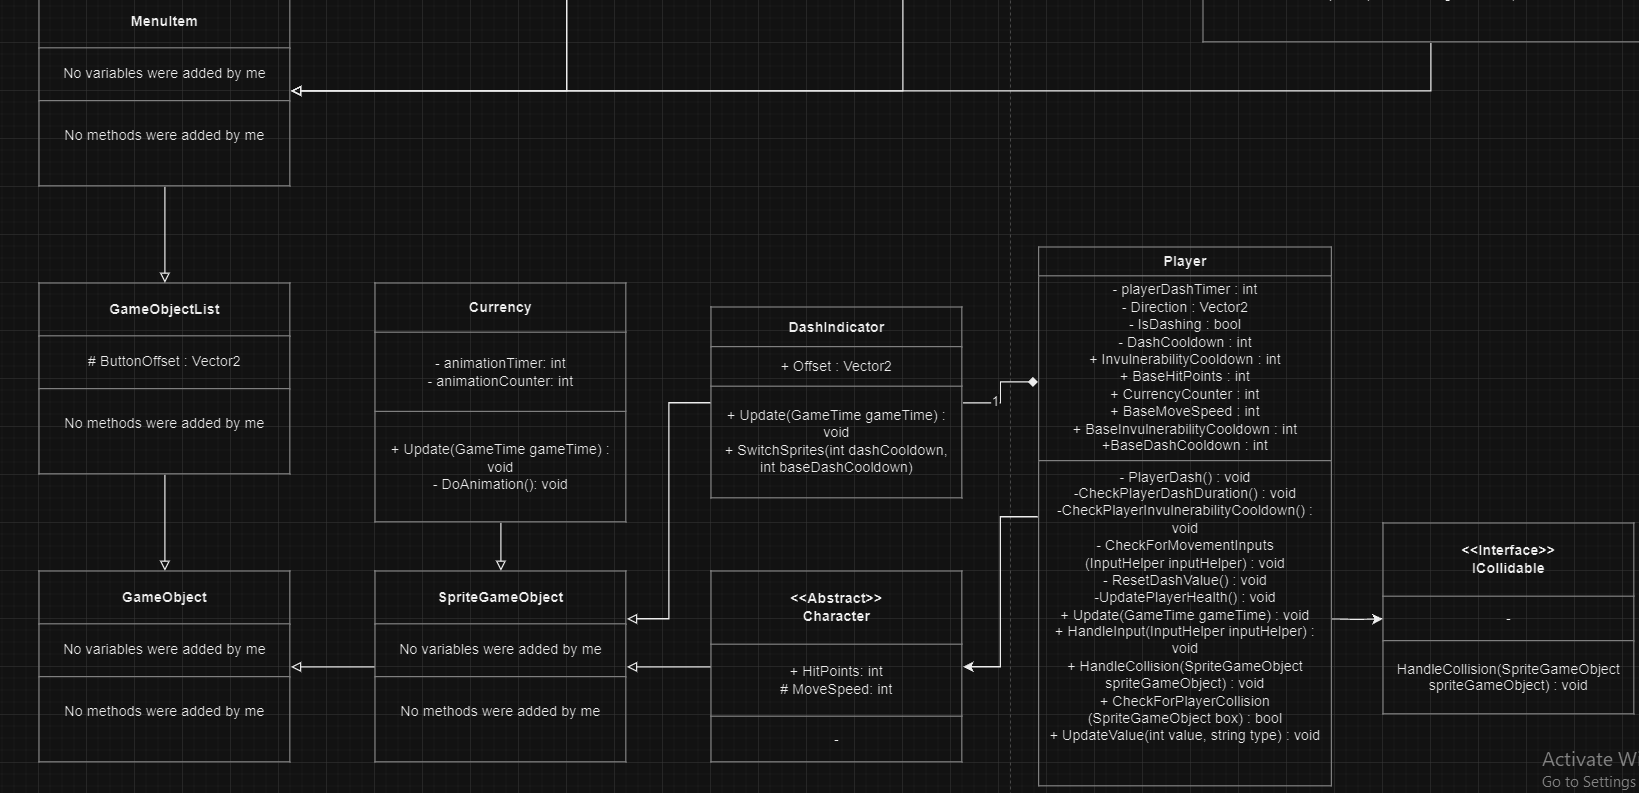 MenuItem
No variables were added by me
No methods were added by me
GameObjectList
# ButtonOffset : Vector2
No methods were added by me
Currency
- animationTimer: int
- animationCounter: int
+ Update(GameTime gameTime) :
void
- DoAnimation(): void
DashIndicator
+ Offset : Vector2
+ Update(GameTime gameTime) :
void
+ SwitchSprites(int dashCooldown,
int baseDashCooldown)
1
Player
- playerDashTimer : int
- Direction : Vector2
- IsDashing : bool
- DashCooldown : int
+ InvulnerabilityCooldown : int
+ BaseHitPoints : int
+ CurrencyCounter : int
+ BaseMoveSpeed : int
+ BaseInvulnerabilityCooldown : int
+BaseDashCooldown : int
- PlayerDash() : void
-CheckPlayerDashDuration() : void
-CheckPlayerInvulnerabilityCooldown() :
void
- CheckForMovementInputs
(InputHelper inputHelper) : void
- ResetDashValue() : void
-UpdatePlayerHealth() : void
+ Update(GameTime gameTime) : void
+ HandleInput(InputHelper inputHelper) :
void
+ HandleCollision(SpriteGameObject
spriteGameObject) : void
+ CheckForPlayerCollision
(SpriteGameObject box) : bool
+ UpdateValue(int value, string type) : void
<<Interface>>
ICollidable
-
HandleCollision(SpriteGameObject
spriteGameObject) : void
GameObject
No variables were added by me
No methods were added by me
SpriteGameObject
No variables were added by me
No methods were added by me
<<Abstract>>
Character
+ HitPoints: int
# MoveSpeed: int
-
Activate W
Go to Settings